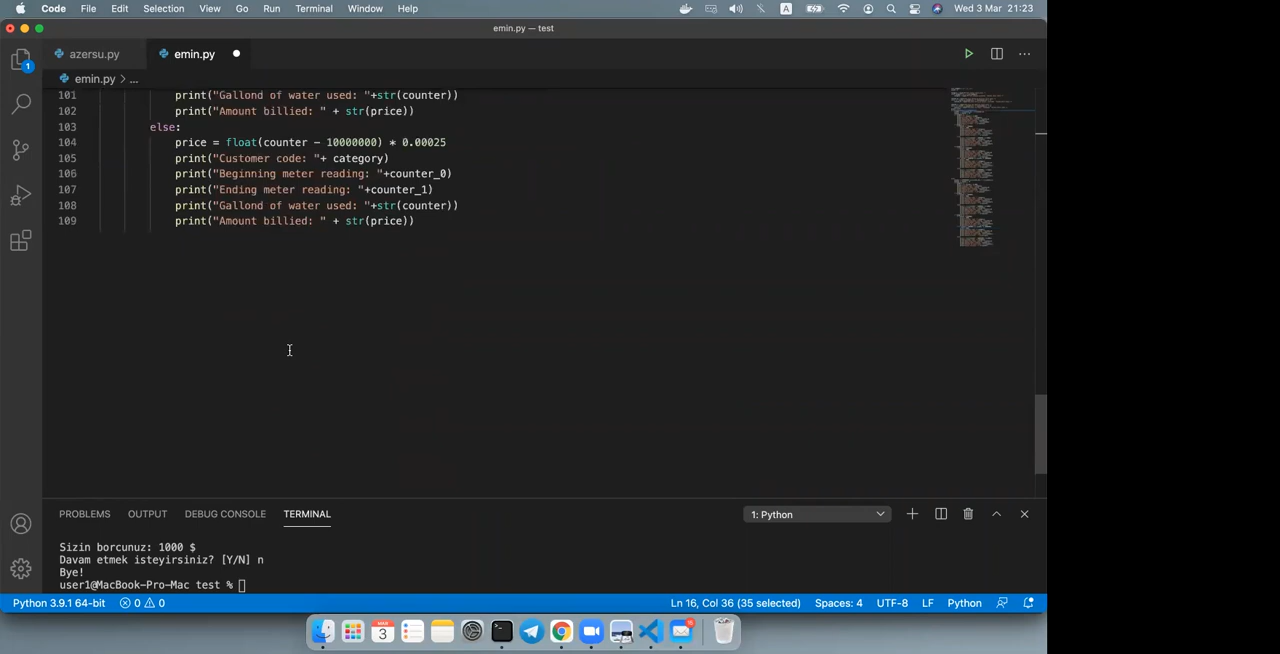 Code File Edit Selection View Go Run Terminal Window Help A Wed 3 Mar 21:23
emin.py — test
1 azersu.py emin.py
emin.py > ...
101 print("Gallond of water used: "+str(counter))
102 print("Amount billied: " + str(price))
103 else:
104 price = float(counter - 10000000) * 0.00025
105 print("Customer code: "+ category)
106 print("Beginning meter reading: "+counter_0)
107 print("Ending meter reading: "+counter_1)
108 print("Gallond of water used: "+str(counter))
109 print("Amount billied: " + str(price))
PROBLEMS OUTPUT DEBUG CONSOLE TERMINAL 1: Python
Sizin borcunuz: 1000 $
Davam etmek isteyirsiniz? [Y/N] n
Bye!
user1@MacBook-Pro-Mac test %
Python 3.9.1 64-bit 0 0 Ln 16, Col 36 (35 selected) Spaces: 4 UTF-8 LF Python
MAR
3